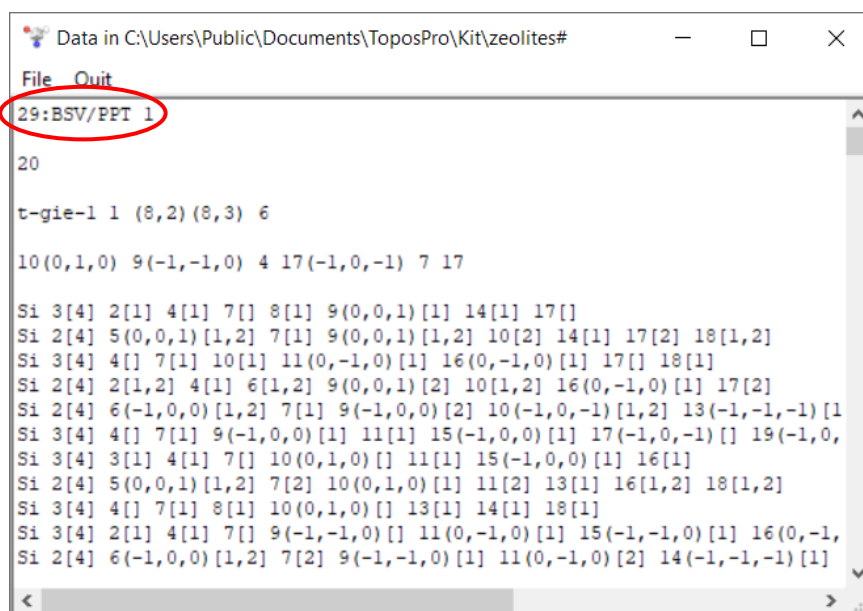 Data in C:\Users\Public\Documents\ToposPro\Kit\zeolites#
File Quit
29:BSV/PPT 1
20
t-gie-1 1 (8,2)(8,3) 6
10(0,1,0) 9(-1,-1,0) 4 17(-1,0,-1) 7 17
Si 3[4] 2[1] 4[1] 7[] 8[1] 9(0,0,1)[1] 14[1] 17[]
Si 2[4] 5(0,0,1)[1,2] 7[1] 9(0,0,1)[1,2] 10[2] 14[1] 17[2] 18[1,2]
Si 3[4] 4[] 7[1] 10[1] 11(0,-1,0)[1] 16(0,-1,0)[1] 17[] 18[1]
Si 2[4] 2[1,2] 4[1] 6[1,2] 9(0,0,1)[2] 10[1,2] 16(0,-1,0)[1] 17[2]
Si 2[4] 6(-1,0,0)[1,2] 7[1] 9(-1,0,0)[2] 10(-1,0,-1)[1,2] 13(-1,-1,-1)[1
Si 3[4] 4[] 7[1] 9(-1,0,0)[1] 11[1] 15(-1,0,0)[1] 17(-1,0,-1)[] 19(-1,0,
Si 3[4] 3[1] 4[1] 7[] 10(0,1,0)[] 11[1] 15(-1,0,0)[1] 16[1]
Si 2[4] 5(0,0,1)[1,2] 7[2] 10(0,1,0)[1] 11[2] 13[1] 16[1,2] 18[1,2]
Si 3[4] 4[] 7[1] 8[1] 10(0,1,0)[] 13[1] 14[1] 18[1]
Si 3[4] 2[1] 4[1] 7[] 9(-1,-1,0)[] 11(0,-1,0)[1] 15(-1,-1,0)[1] 16(0,-1,
Si 2[4] 6(-1,0,0)[1,2] 7[2] 9(-1,-1,0)[1] 11(0,-1,0)[2] 14(-1,-1,-1)[1]